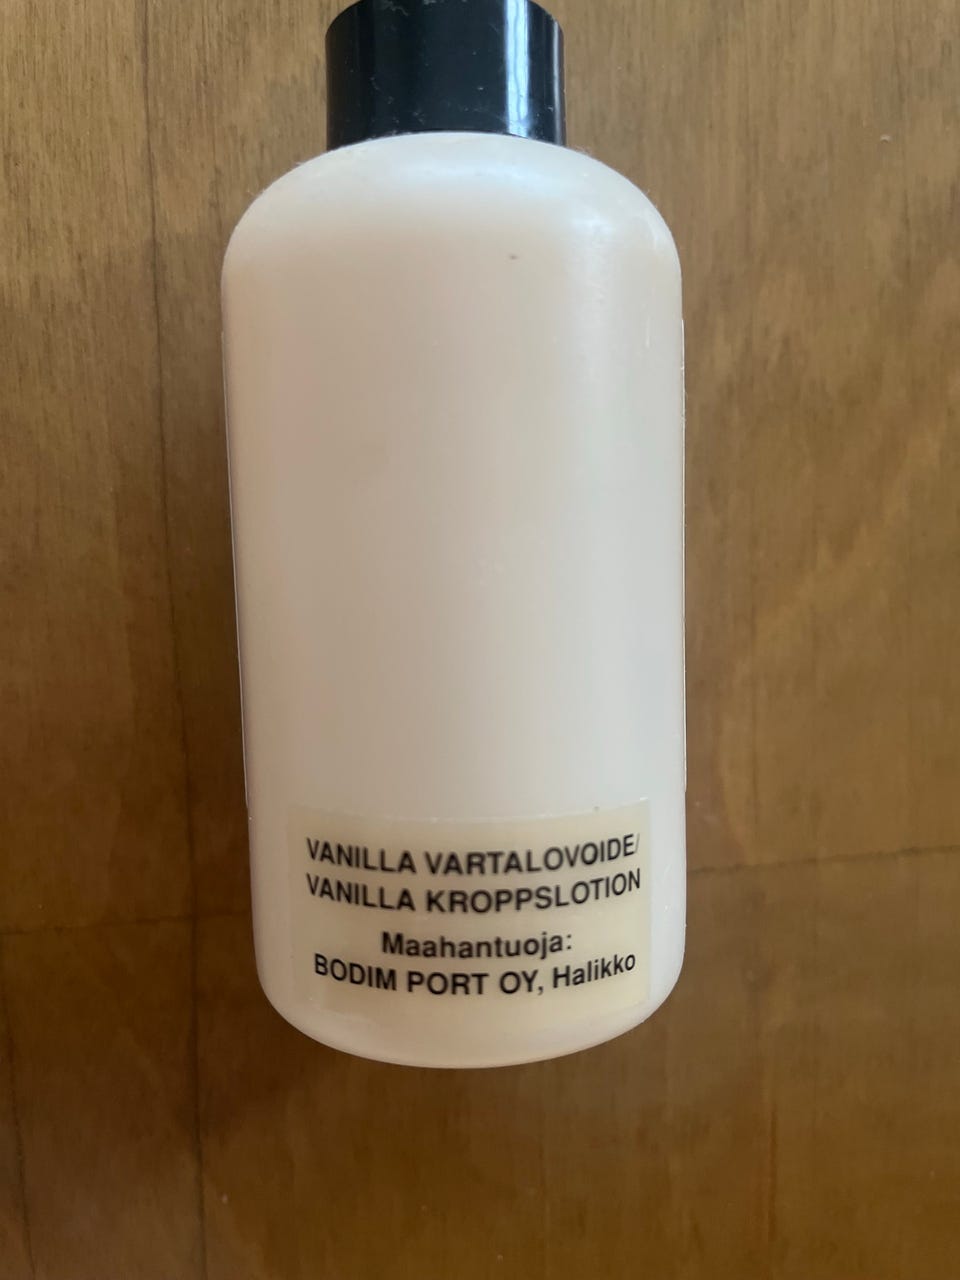 VANILLA VARTALOVOIDE/
VANILLA KROPPSLOTION
Maahantuoja:
BODIM PORT OY, Halikko